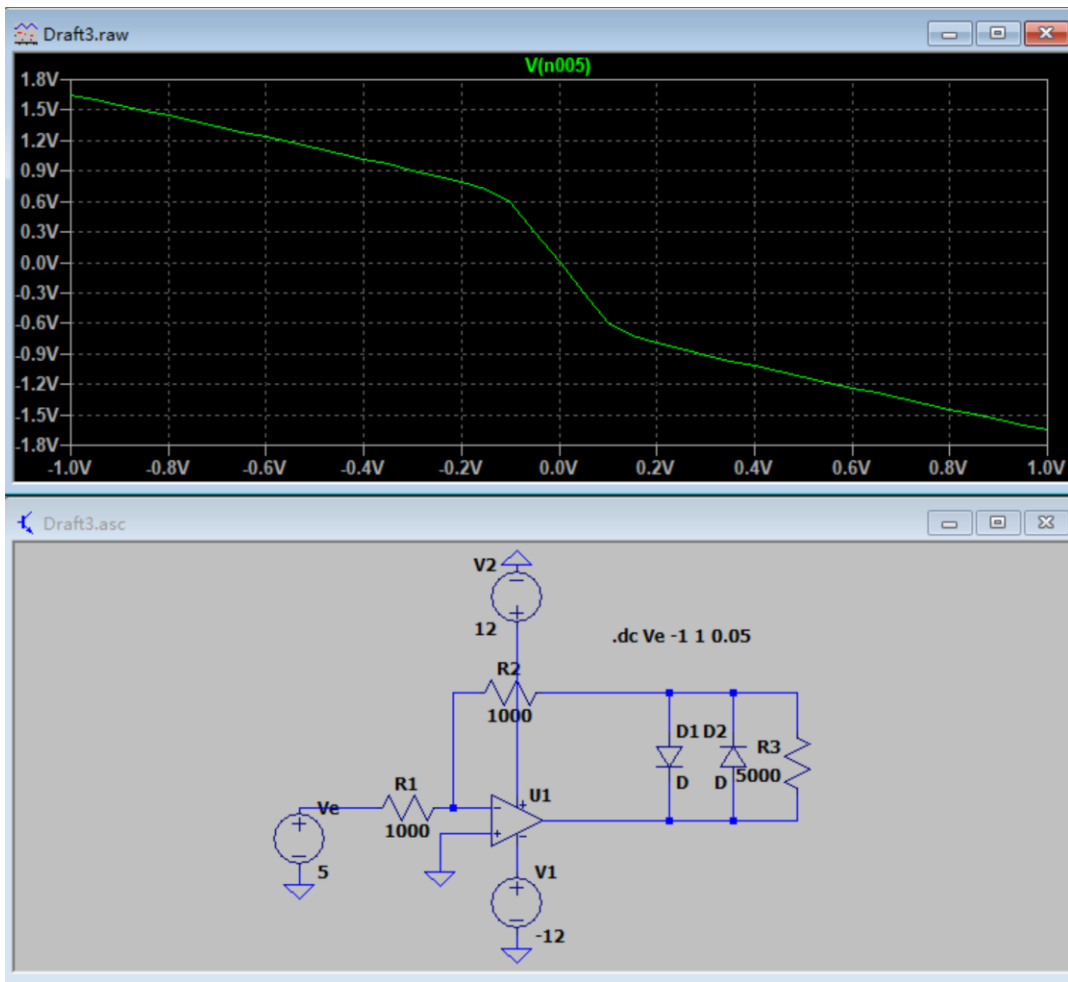 Draft3.raw
V(n005)
1.8V
1.5V
1.2V
0.9V
0.6V
0.3V
0.0V
-0.3V
-0.6V
-0.9V
-1.2V
-1.5V
-1.8V
-1.0V -0.8V -0.6V -0.4V -0.2V 0.0V 0.2V 0.4V 0.6V 0.8V 1.0V
Draft3.asc
V2
12
.dc Ve -1 1 0.05
R2
1000
D1 D2
R3
D D 5000
R1
U1
Ve
1000
5
V1
-12